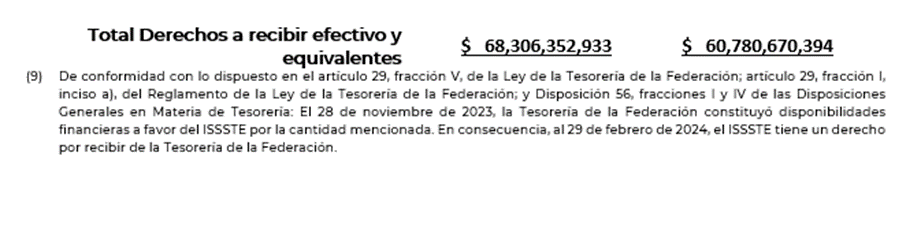 Total Derechos a recibir efectivo y
equivalentes $ 68,306,352,933 $ 60,780,670,394
(9) De conformidad con lo dispuesto en el artículo 29, fracción V, de la Ley de la Tesorería de la Federación; artículo 29, fracción I,
inciso a), del Reglamento de la Ley de la Tesorería de la Federación; y Disposición 56, fracciones I y IV de las Disposiciones
Generales en Materia de Tesorería: El 28 de noviembre de 2023, la Tesorería de la Federación constituyó disponibilidades
financieras a favor del ISSSTE por la cantidad mencionada. En consecuencia, al 29 de febrero de 2024, el ISSSTE tiene un derecho
por recibir de la Tesorería de la Federación.